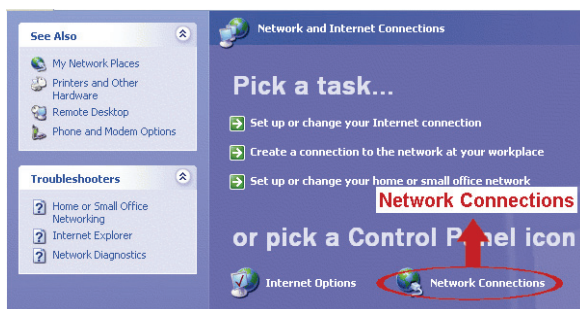 See Also
My Network Places
Printers and Other
Hardware
Remote Desktop
Phone and Modem Options
Troubleshooters
Home or Small Office
Networking
Internet Explorer
Network Diagnostics
Network and Internet Connections
Pick a task...
Set up or change your Internet connection
Create a connection to the network at your workplace
Set up or change your home or small office network
Network Connections
or pick a Control Panel icon
Internet Options
Network Connections